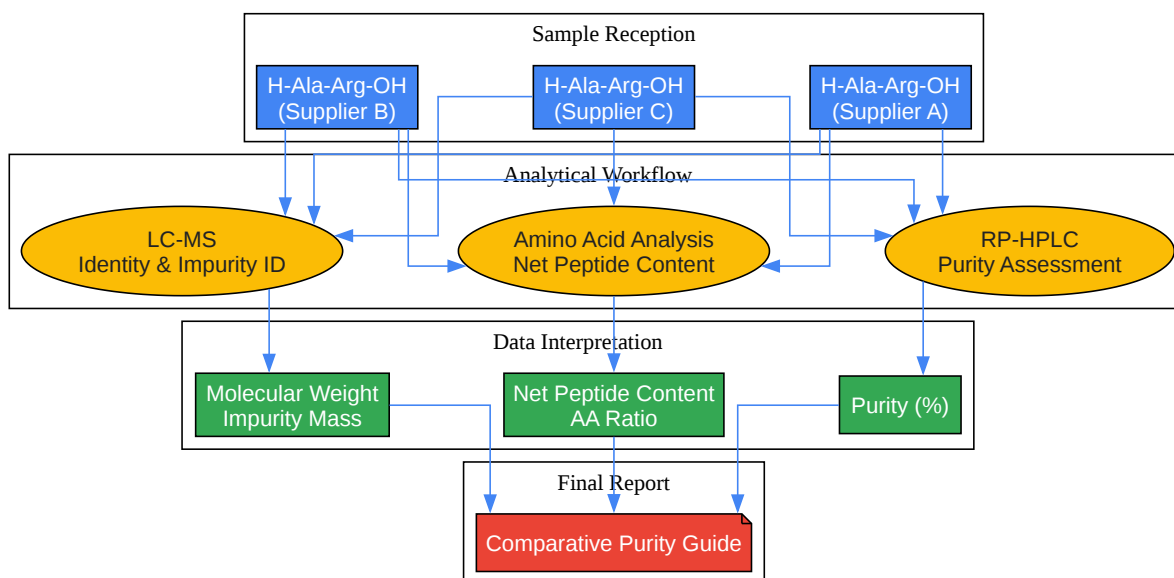 Sample Reception
H-Ala-Arg-OH
(Supplier B)
H-Ala-Arg-OH
(Supplier C)
H-Ala-Arg-OH
(Supplier A)
Analytical Workflow
LC-MS
Identity & Impurity ID
Amino Acid Analysis
Net Peptide Content
RP-HPLC
Purity Assessment
Data Interpretation
Molecular Weight
Impurity Mass
Net Peptide Content
AA Ratio
Purity (%)
Final Report
Comparative Purity Guide